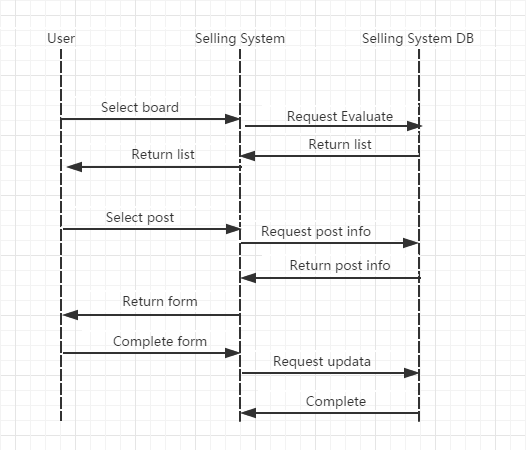 User
Selling System
Selling System DB
Select board
Request Evaluate
Return list
Return list
Select post
Request post info
Return post info
Return form
Complete form
Request updata
Complete